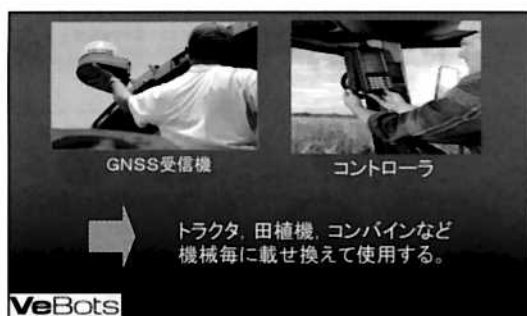 GNSS受信機
コントローラ
トラクタ，田植機，コンバインなど
機械毎に載せ換えて使用する。
VeBots